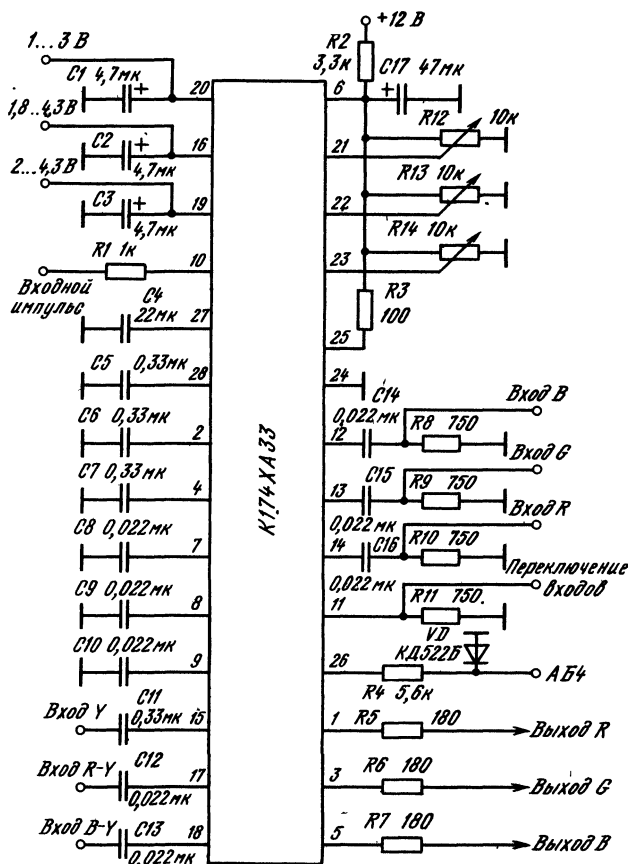 +12 В
1...3 В
R2
3,3к
C17 47мк
C1 4,7мк
+
20
6
+
R12
10к
1,8...4,3 В
C2
+
16
21
4,7мк
R13 10к
2...4,3 В
C3
+
19
22
4,7мк
R14 10к
R1 1к
10
23
Входной
импульс
C4
22мк
27
R3
100
25
C5 0,33мк
28
24
C14
0,022мк
Вход B
C6 0,33мк
2
12
R8 750
Вход G
C7 0,33мк
4
13
C15
R9 750
0,022мк
Вход R
C8 0,022мк
7
14
C16
R10 750
0,022мк
Переключение
входов
C9 0,022мк
8
11
R11 750.
VD
КД522Б
C10 0,022мк
9
26
R4 5,6к
АБ4
К174ХА33
Вход Y
C11
0,33мк
15
1
R5 180
Выход R
Вход R-Y
C12
0,022мк
17
3
R6 180
Выход G
Вход B-Y
C13
0,022мк
18
5
R7 180
Выход B